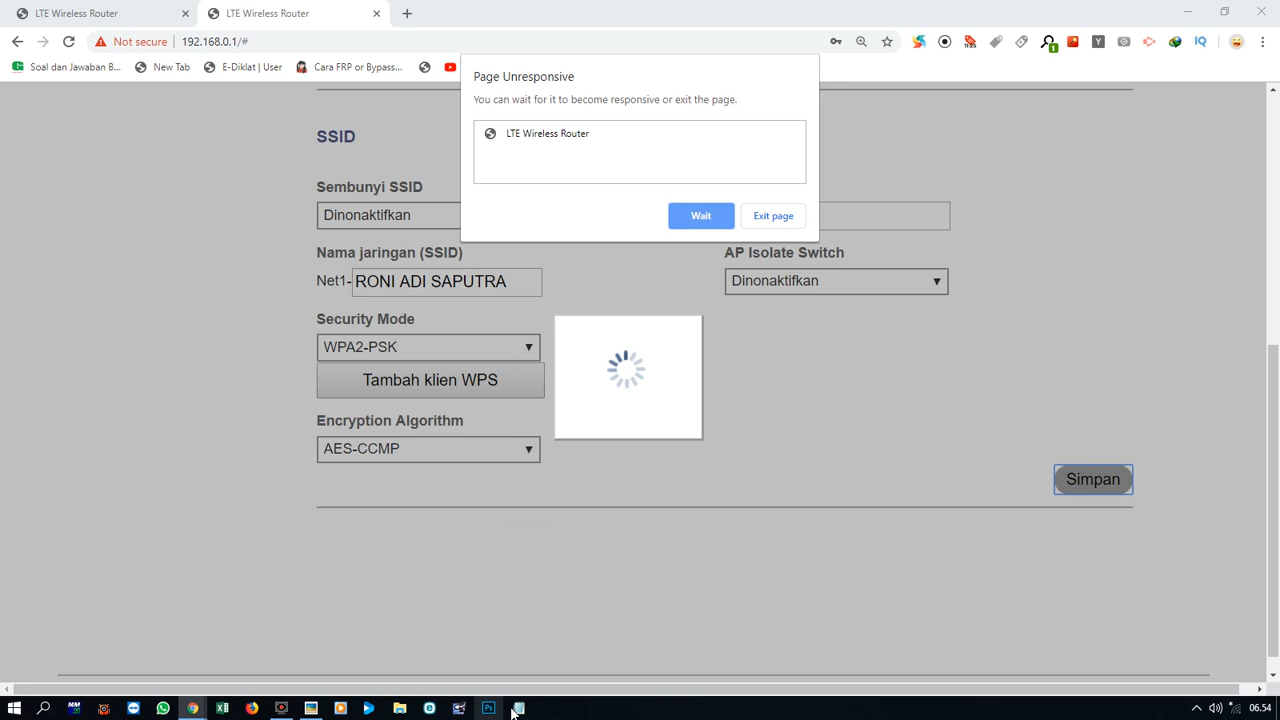 LTE Wireless Router
LTE Wireless Router
Not secure
192.168.0.1/#
Soal dan Jawaban B...
New Tab
E-Diklat | User
Cara FRP or Bypass...
Page Unresponsive
You can wait for it to become responsive or exit the page.
LTE Wireless Router
Wait
Exit page
SSID
Sembunyi SSID
Dinonaktifkan
Nama jaringan (SSID)
AP Isolate Switch
Net1-
RONI ADI SAPUTRA
Dinonaktifkan
Security Mode
WPA2-PSK
Tambah klien WPS
Encryption Algorithm
AES-CCMP
Simpan
06.54